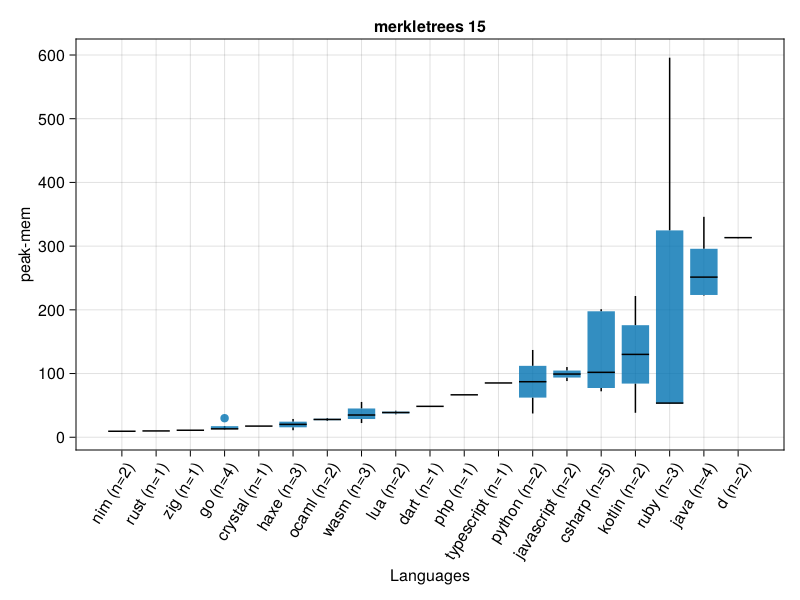 merkletrees 15
peak-mem
600
500
400
300
200
100
0
nim (n=2)
rust (n=1)
zig (n=1)
go (n=4)
crystal (n=1)
haxe (n=3)
ocaml (n=2)
wasm (n=3)
lua (n=2)
dart (n=1)
php (n=1)
typescript (n=1)
python (n=2)
javascript (n=2)
csharp (n=5)
kotlin (n=2)
ruby (n=3)
java (n=4)
d (n=2)
Languages